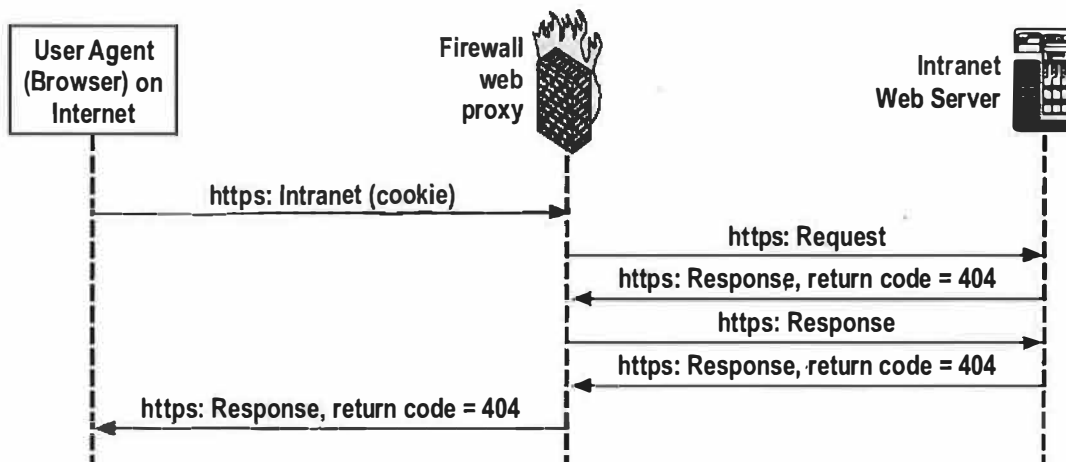 User Agent
(Browser) on
Internet
Firewall
web
proxy
Intranet
Web Server
https: Intranet (cookie)
https: Request
https: Response, return code = 404
https: Response
https: Response, return code = 404
https: Response, return code = 404